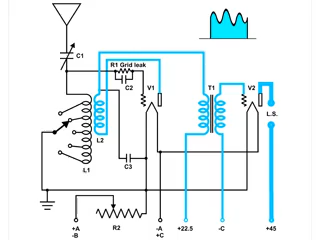 C1
R1 Grid leak
C2
V1
T1
V2
L.S.
L2
L1
C3
R2
+A
-B
-A
+C
+22.5
-C
+45